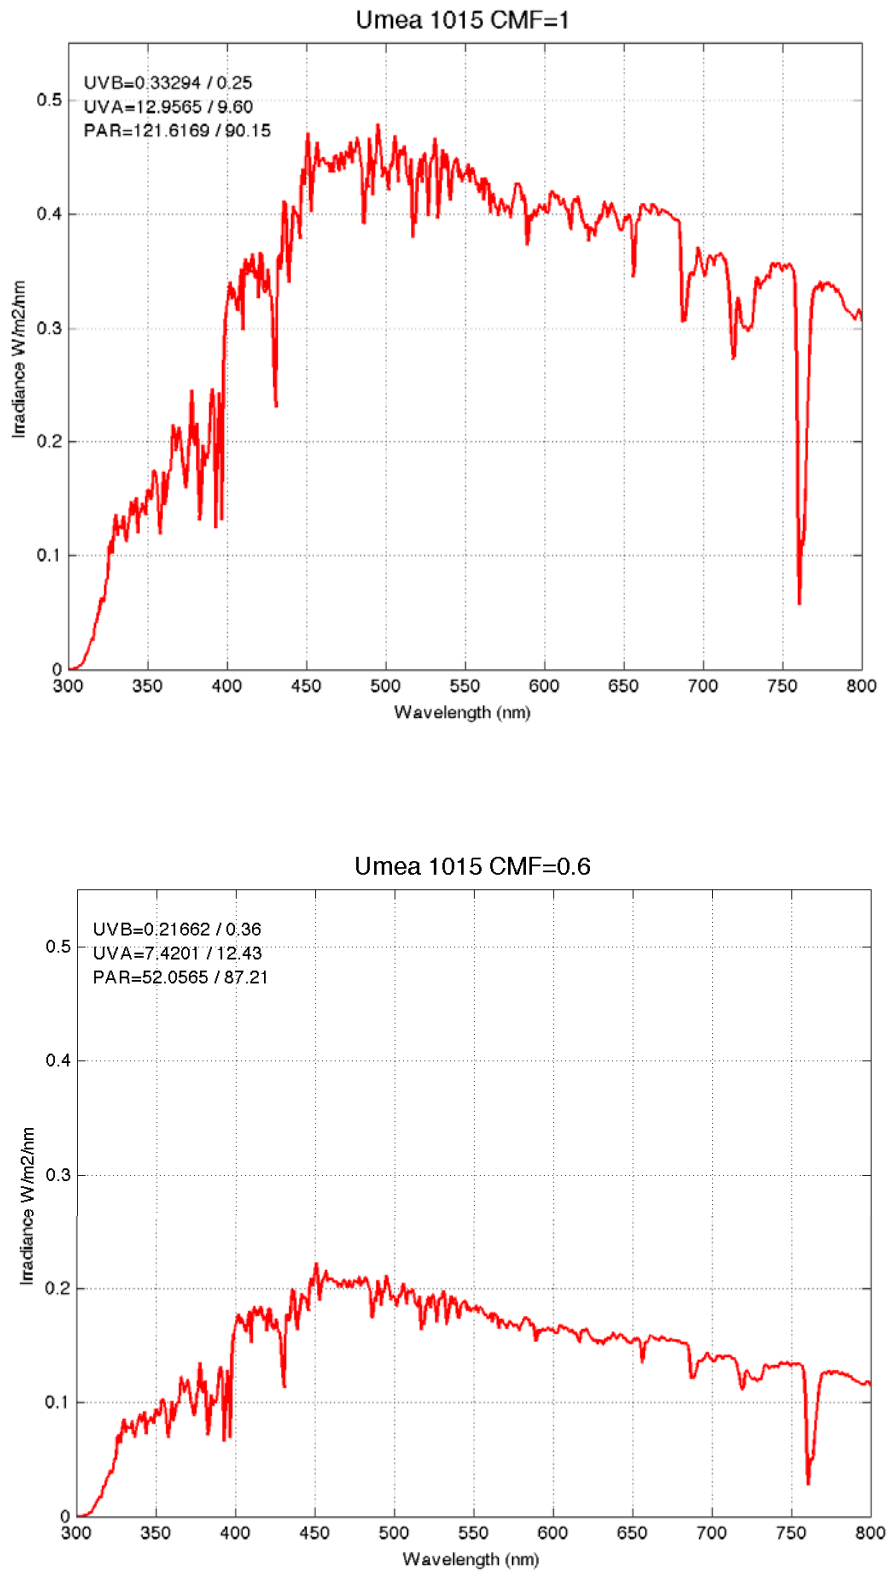 Umea 1015 CMF=1
UVB=0.33294 / 0.25
UVA=12.9565 / 9.60
PAR=121.6169 / 90.15
0.5
0.4
0.3
0.2
0.1
0
Irradiance W/m2/nm
300 350 400 450 500 550 600 650 700 750 800
Wavelength (nm)
Umea 1015 CMF=0.6
UVB=0.21662 / 0.36
UVA=7.4201 / 12.43
PAR=52.0565 / 87.21
0.5
0.4
0.3
0.2
0.1
0
Irradiance W/m2/nm
300 350 400 450 500 550 600 650 700 750 800
Wavelength (nm)